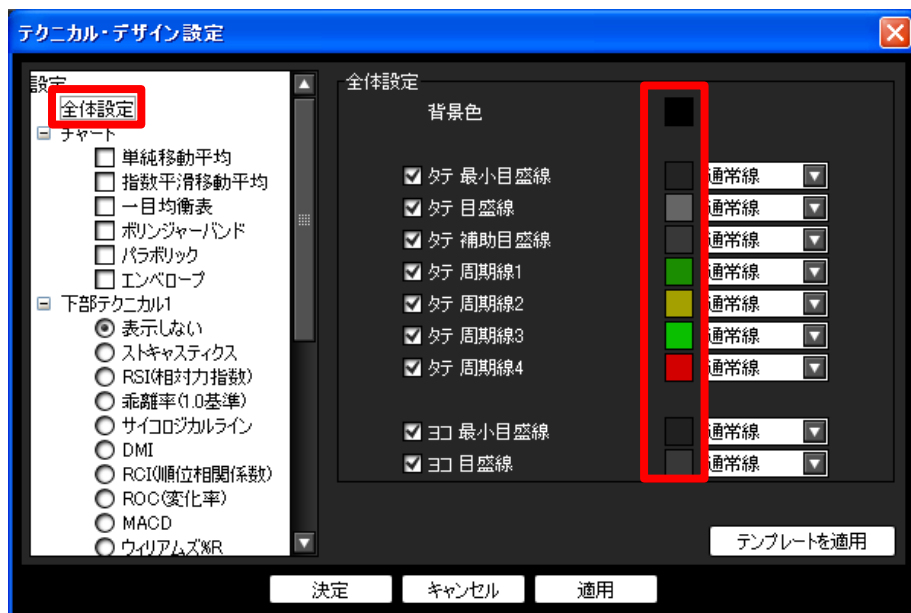 テクニカル・デザイン設定
設定
全体設定
チャート
単純移動平均
指数平滑移動平均
一目均衡表
ボリンジャーバンド
パラボリック
エンベロープ
下部テクニカル1
表示しない
ストキャスティクス
RSI(相対力指数)
乖離率(1.0基準)
サイコロジカルライン
DMI
RCI(順位相関係数)
ROC(変化率)
MACD
ウィリアムズ%R
全体設定
背景色
タテ 最小目盛線 通常線
タテ 目盛線 通常線
タテ 補助目盛線 通常線
タテ 周期線1 通常線
タテ 周期線2 通常線
タテ 周期線3 通常線
タテ 周期線4 通常線
ヨコ 最小目盛線 通常線
ヨコ 目盛線 通常線
テンプレートを適用
決定 キャンセル 適用